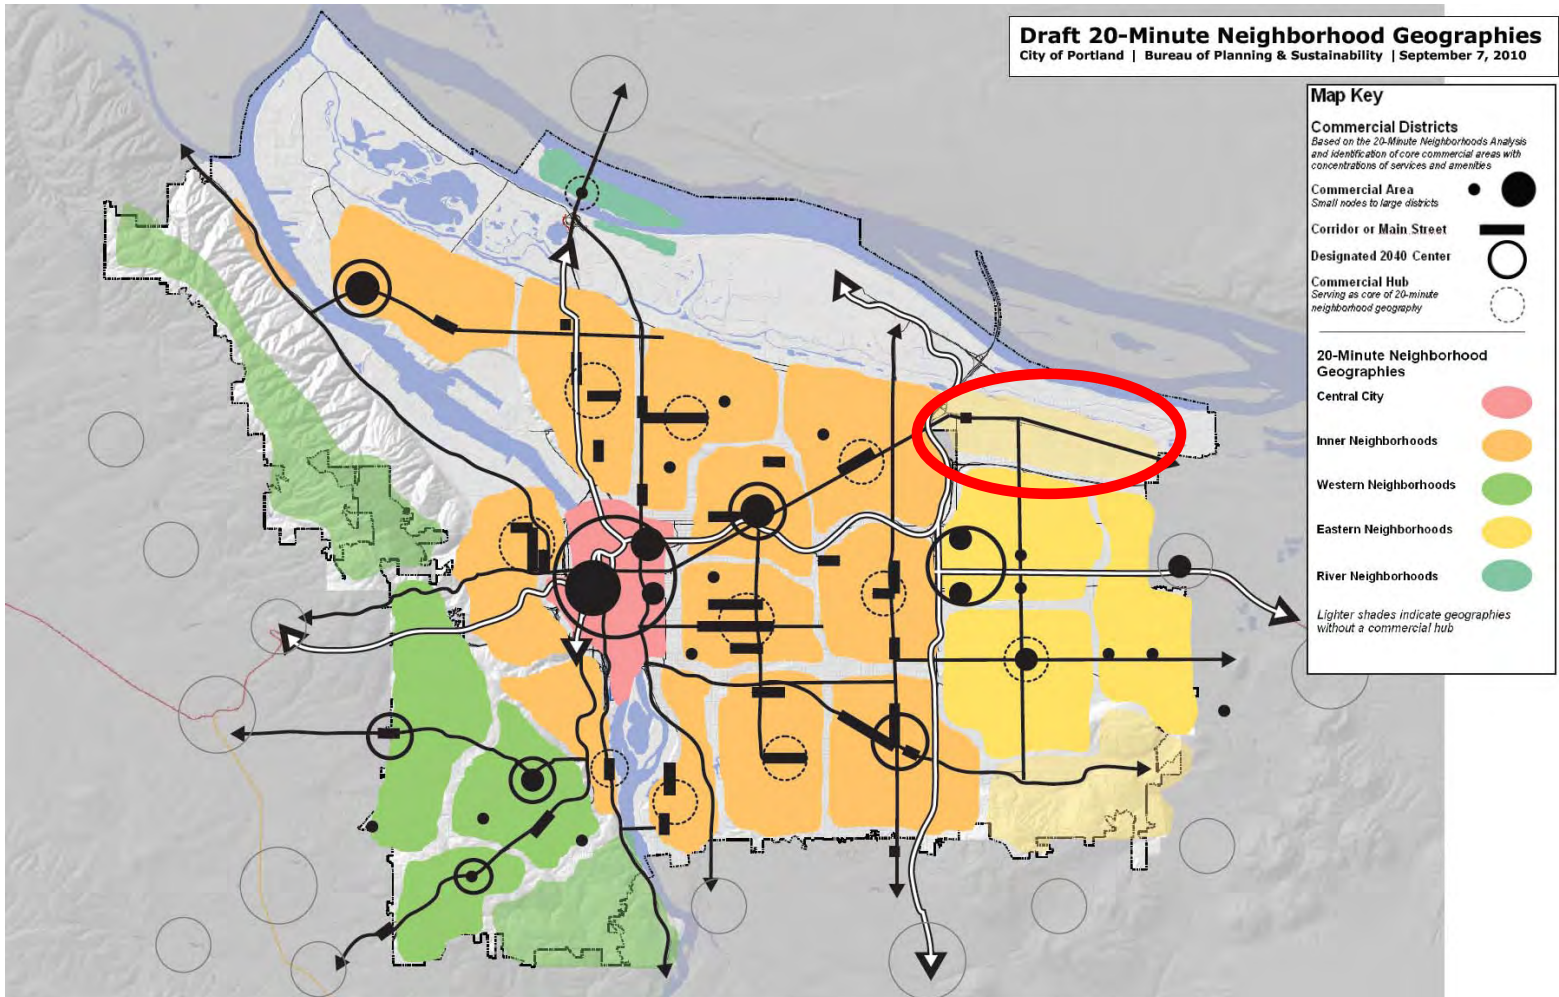 Draft 20-Minute Neighborhood Geographies
City of Portland | Bureau of Planning & Sustainability | September 7, 2010
Map Key
Commercial Districts
Based on the 20-Minute Neighborhoods Analysis
and identification of core commercial areas with
concentrations of services and amenities
Commercial Area
Small nodes to large districts
Corridor or Main Street
Designated 2040 Center
Commercial Hub
Serving as core of 20-minute
neighborhood geography
20-Minute Neighborhood
Geographies
Central City
Inner Neighborhoods
Western Neighborhoods
Eastern Neighborhoods
River Neighborhoods
Lighter shades indicate geographies
without a commercial hub